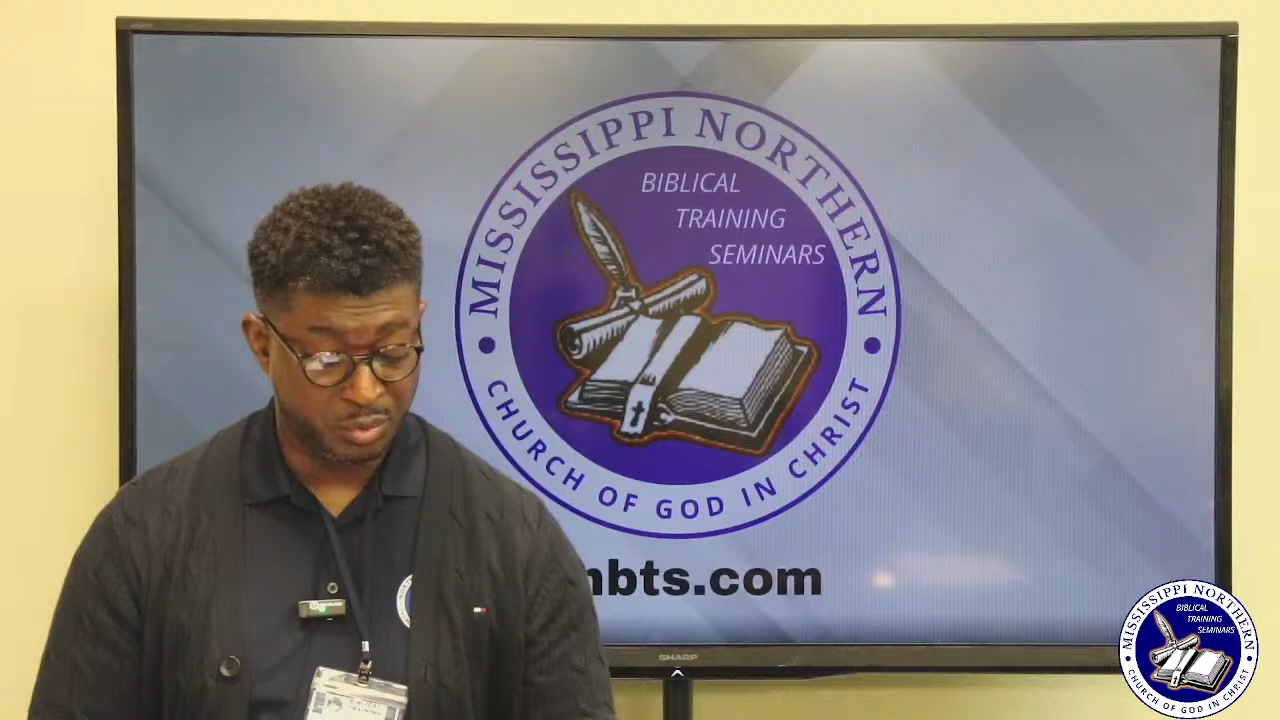 MISSISSIPPI NORTHERN
BIBLICAL
TRAINING
SEMINARS
CHURCH OF GOD IN CHRIST
bts.com
SHARP
MISSISSIPPI NORTHERN
BIBLICAL
TRAINING
SEMINARS
CHURCH OF GOD IN CHRIST